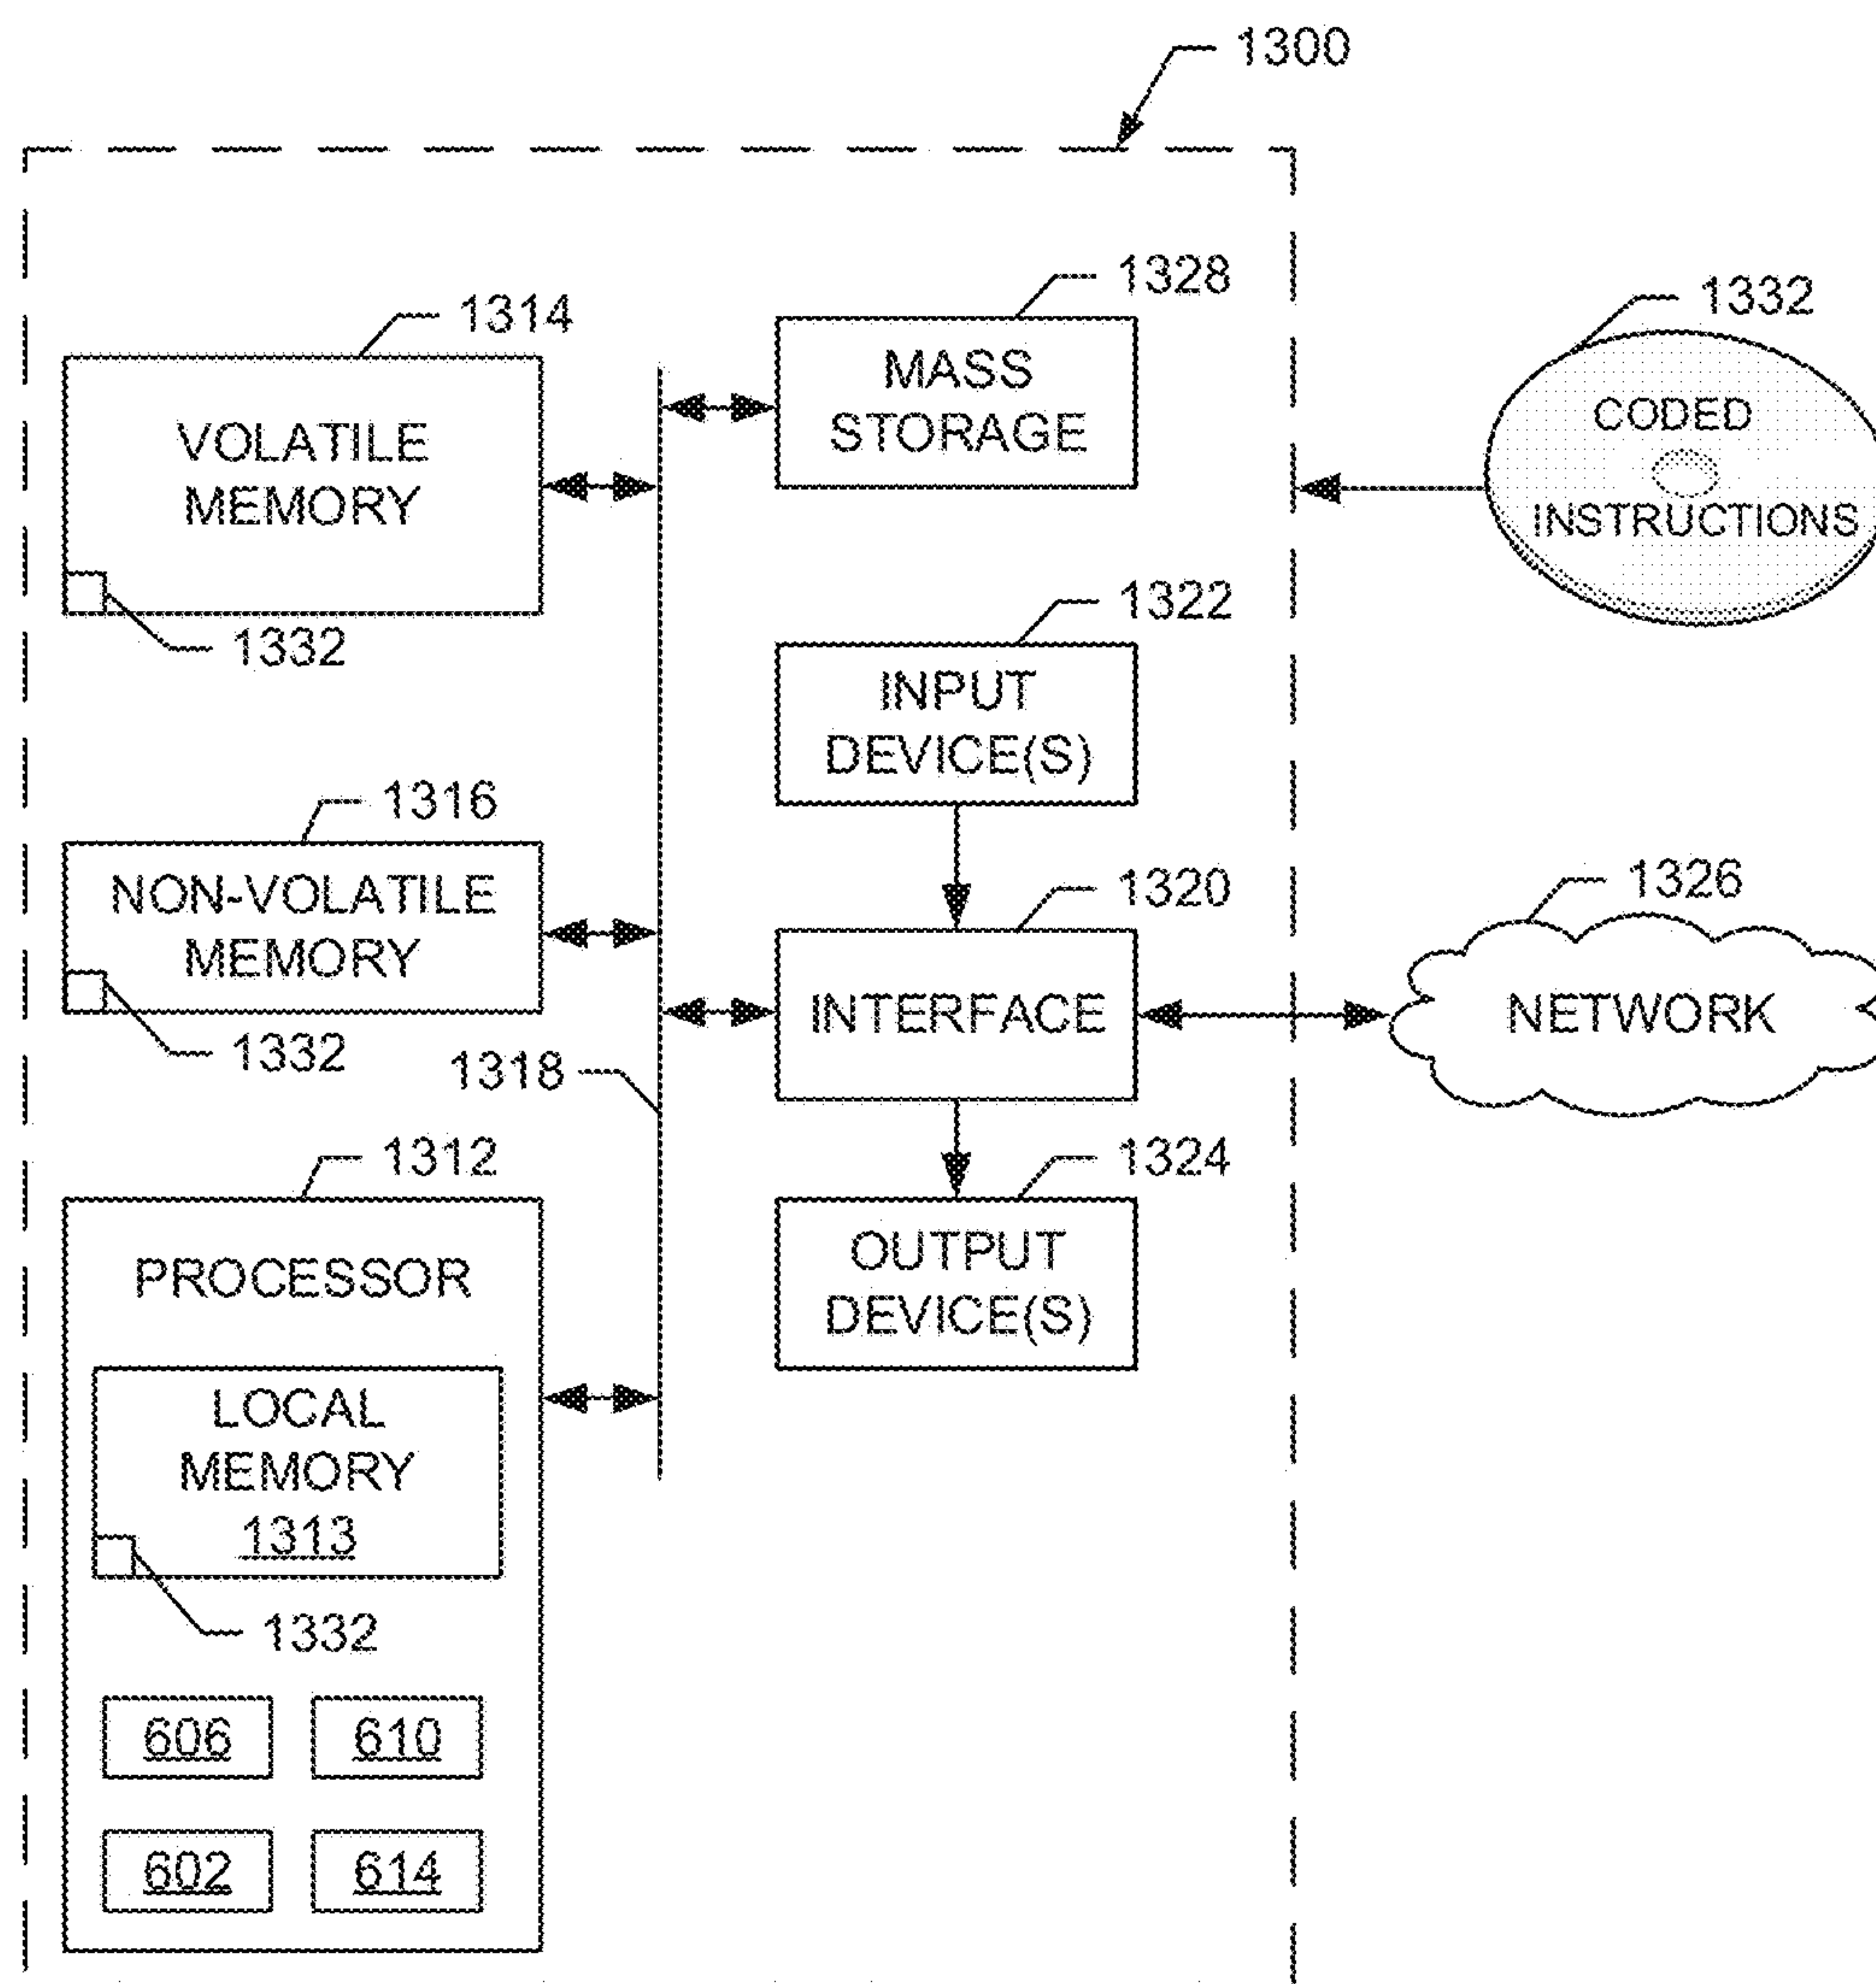 1300
1328
1314
1332
MASS
STORAGE
CODED
INSTRUCTIONS
VOLATILE
MEMORY
1332
1322
INPUT
DEVICE(S)
1316
NON-VOLATILE
MEMORY
1332
1320
INTERFACE
1326
NETWORK
1318
1312
PROCESSOR
1324
OUTPUT
DEVICE(S)
LOCAL
MEMORY
1313
1332
606
610
602
614